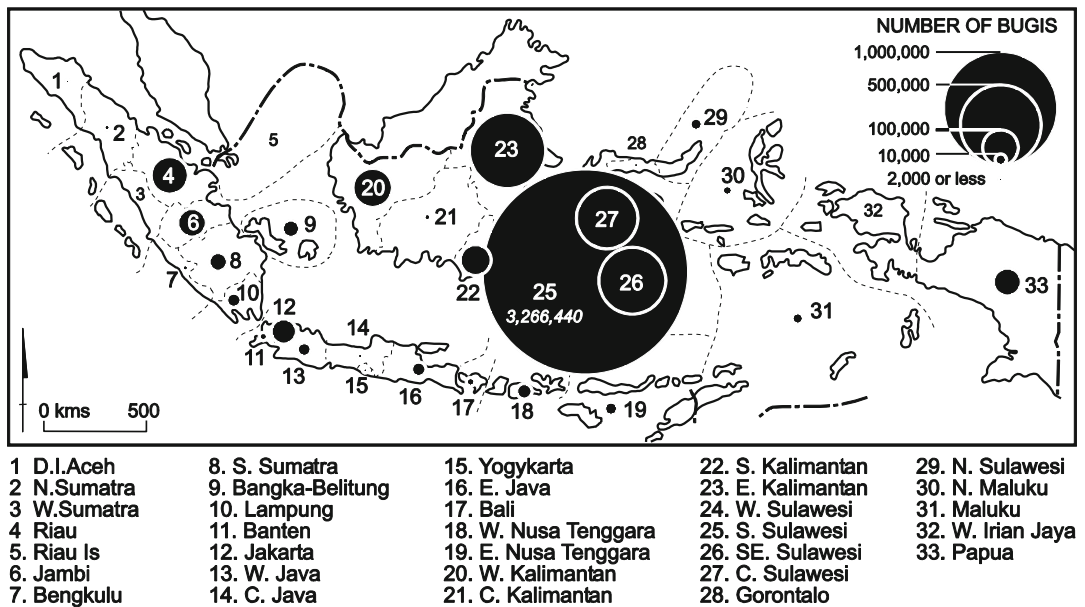 NUMBER OF BUGIS
1,000,000
500,000
100,000
10,000
2,000 or less
1
2
3
4
5
6
7
8
9
10
11
12
13
14
15
16
17
18
19
20
21
22
23
25
3,266,440
26
27
28
29
30
31
32
33
0 kms 500
1 D.I.Aceh
2 N.Sumatra
3 W.Sumatra
4 Riau
5. Riau Is
6. Jambi
7. Bengkulu
8. S. Sumatra
9. Bangka-Belitung
10. Lampung
11. Banten
12. Jakarta
13. W. Java
14. C. Java
15. Yogykarta
16. E. Java
17. Bali
18. W. Nusa Tenggara
19. E. Nusa Tenggara
20. W. Kalimantan
21. C. Kalimantan
22. S. Kalimantan
23. E. Kalimantan
24. W. Sulawesi
25. S. Sulawesi
26. SE. Sulawesi
27. C. Sulawesi
28. Gorontalo
29. N. Sulawesi
30. N. Maluku
31. Maluku
32. W. Irian Jaya
33. Papua